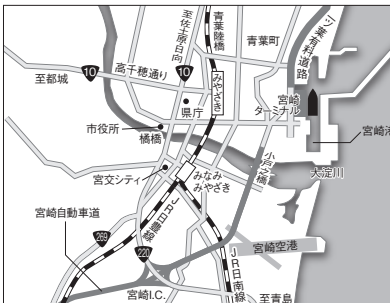 至佐土原・日向
青葉陸橋
青葉町
一ツ葉有料道路
至都城
10
高千穂通り
10
みやざき
県庁
宮崎ターミナル
市役所
橘橋
宮崎港
小戸之橋
大淀川
宮交シティ
みなみみやざき
宮崎自動車道
JR日豊線
269
220
宮崎空港
JR日南線
宮崎I.C.
至青島